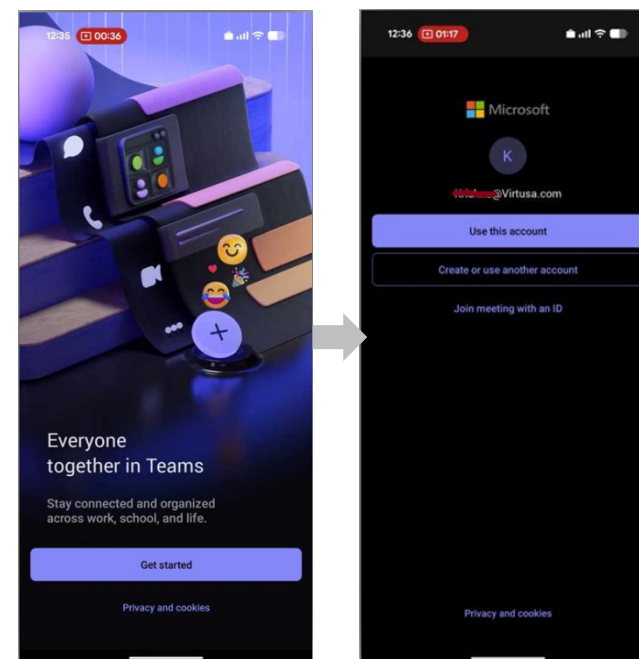 12:35 00:36
Everyone
together in Teams
Stay connected and organized
across work, school, and life.
Get started
Privacy and cookies
12:36 01:17
Microsoft
K
@Virtusa.com
Use this account
Create or use another account
Join meeting with an ID
Privacy and cookies